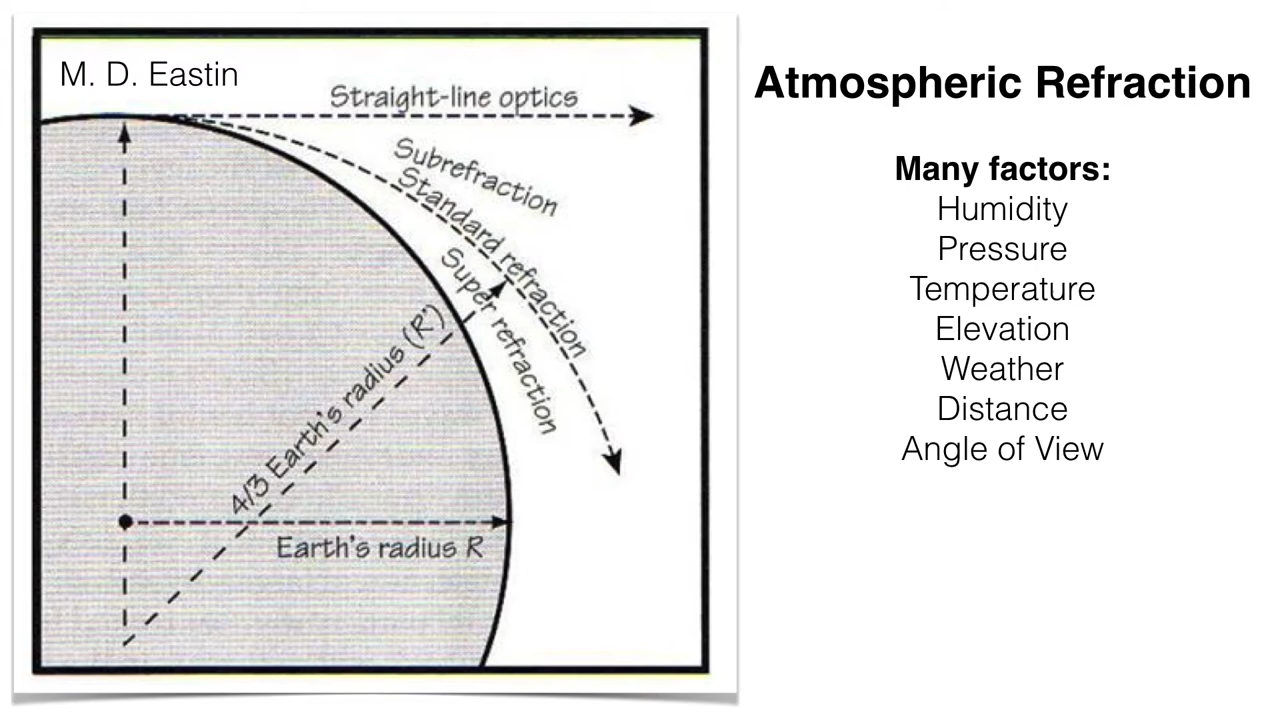 M. D. Eastin
Straight-line optics
Subrefraction
Standard refraction
Super refraction
4/3 Earth's radius (R')
Earth's radius R
Atmospheric Refraction
Many factors:
Humidity
Pressure
Temperature
Elevation
Weather
Distance
Angle of View